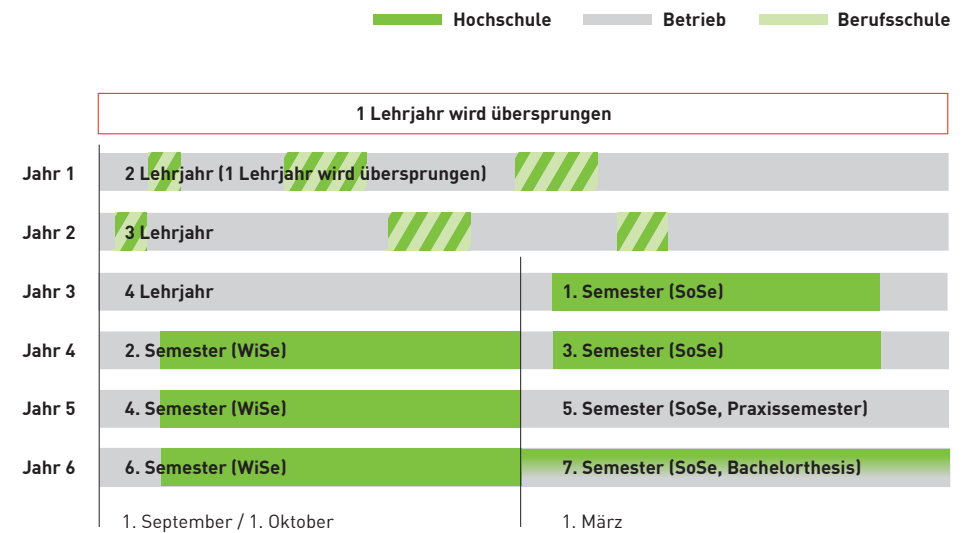 Hochschule Betrieb Berufsschule
1 Lehrjahr wird übersprungen
Jahr 1 2 Lehrjahr (1 Lehrjahr wird übersprungen)
Jahr 2 3 Lehrjahr
Jahr 3 4 Lehrjahr 1. Semester (SoSe)
Jahr 4 2. Semester (WiSe) 3. Semester (SoSe)
Jahr 5 4. Semester (WiSe) 5. Semester (SoSe, Praxissemester)
Jahr 6 6. Semester (WiSe) 7. Semester (SoSe, Bachelorthesis)
1. September / 1. Oktober 1. März